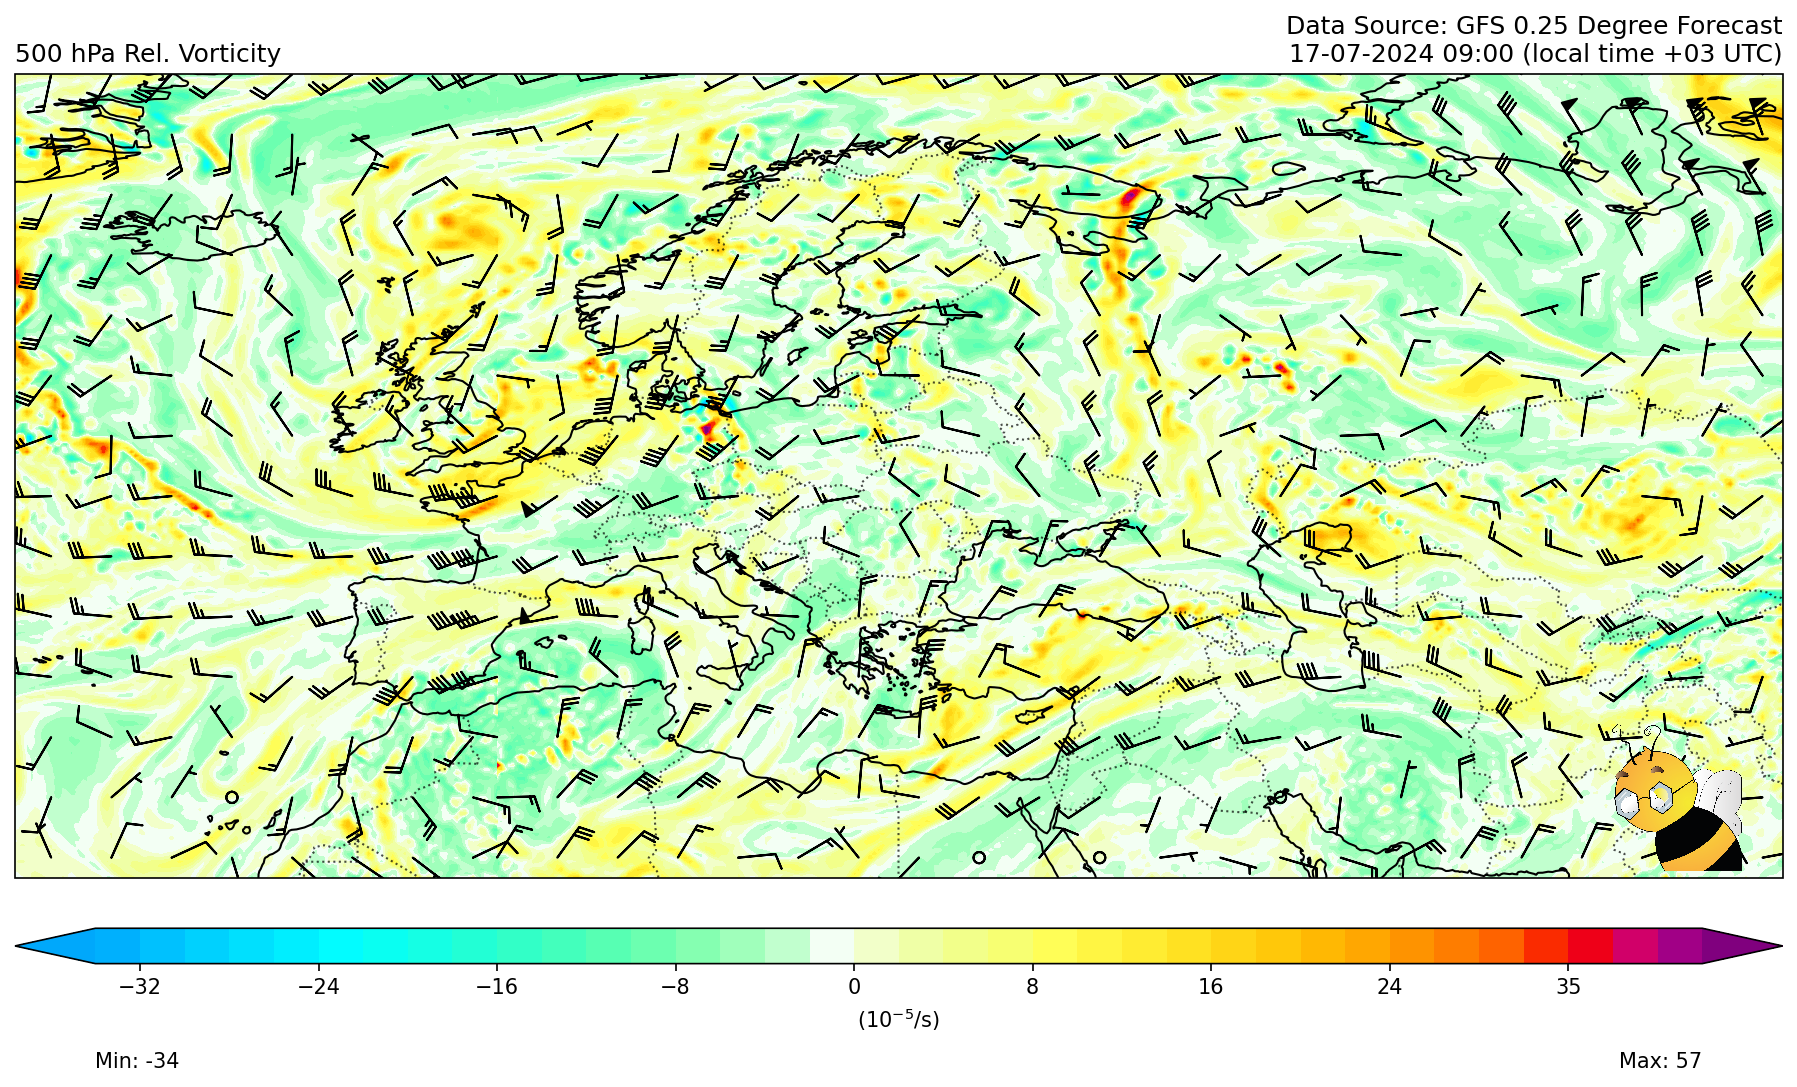 Data Source: GFS 0.25 Degree Forecast
500 hPa Rel. Vorticity
17-07-2024 09:00 (local time +03 UTC)
−32 −24 −16 −8 0 8 16 24 35
(10⁻⁵/s)
Min: -34
Max: 57